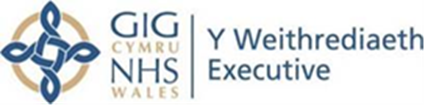 GIG
CYMRU
NHS
WALES
Y Weithrediaeth
Executive